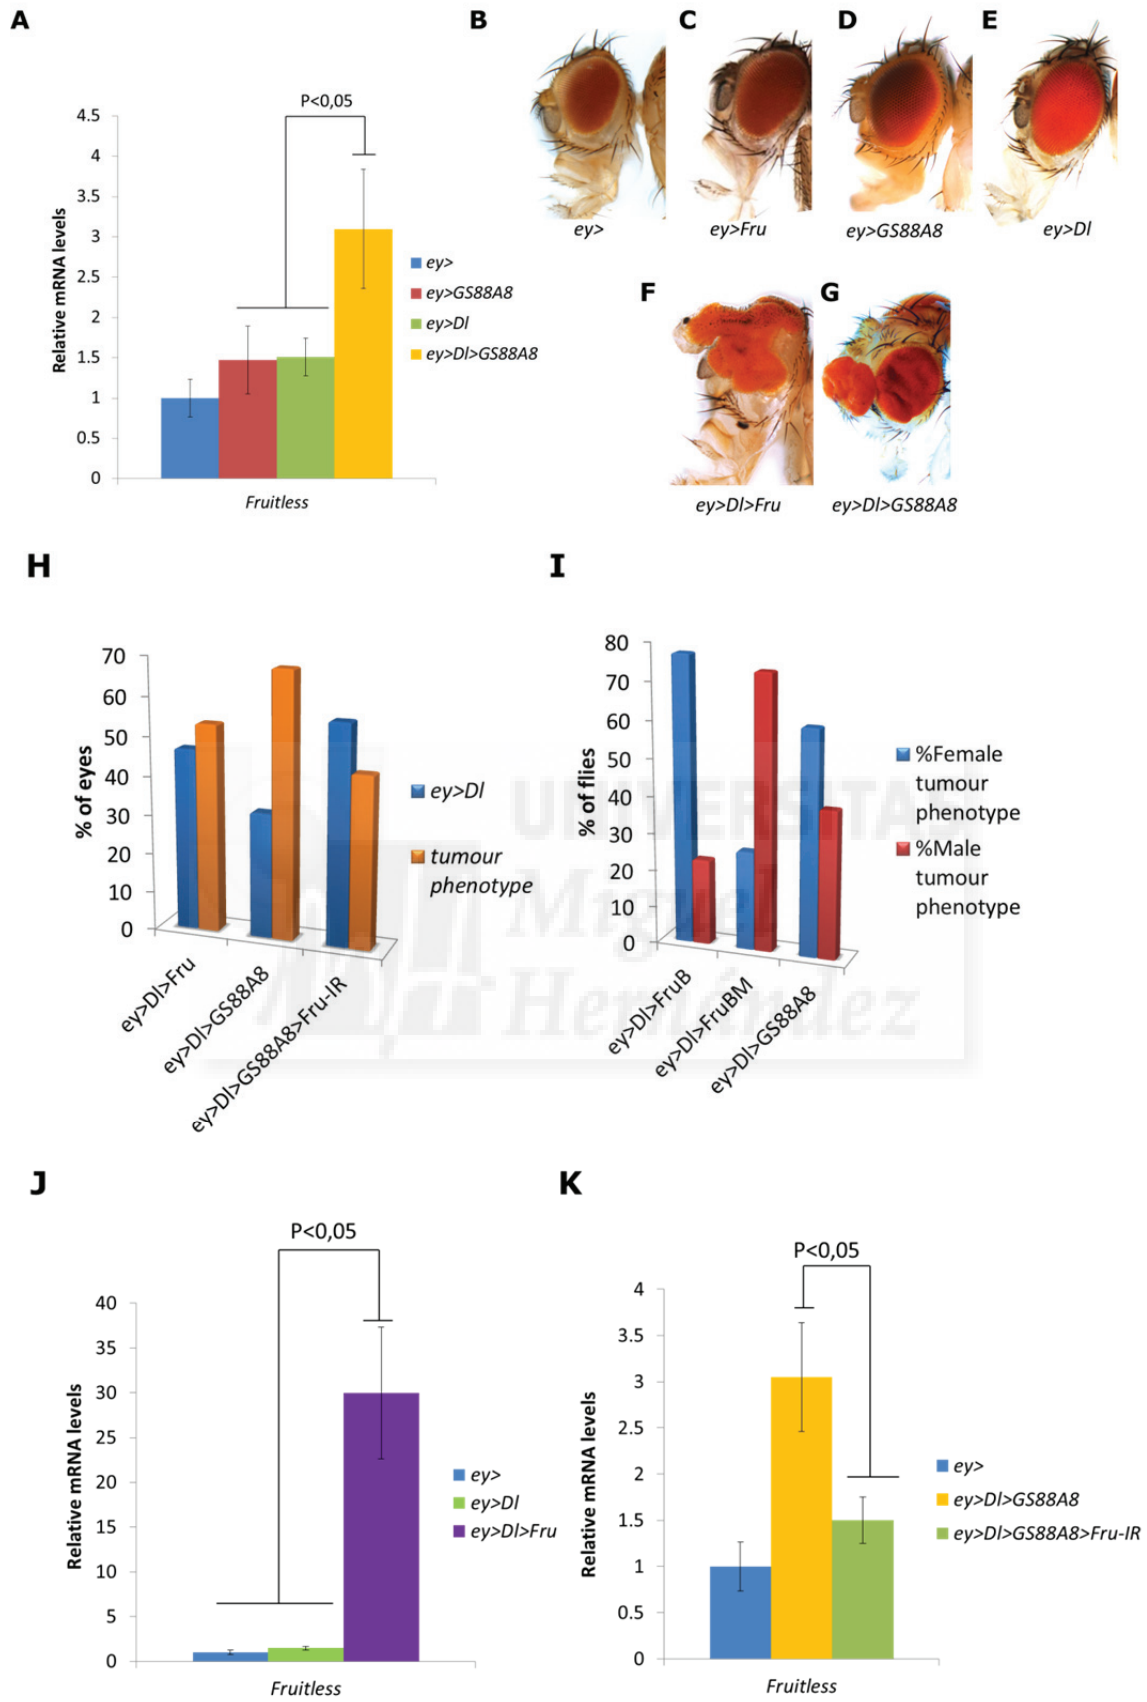 A
P<0,05
4.5
4
3.5
3
2.5
2
1.5
1
0.5
0
Relative mRNA levels
Fruitless
ey>
ey>GS88A8
ey>Dl
ey>Dl>GS88A8
B
C
D
E
ey>
ey>Fru
ey>GS88A8
ey>Dl
F
G
ey>Dl>Fru
ey>Dl>GS88A8
H
70
60
50
40
30
20
10
0
% of eyes
ey>Dl>Fru
ey>Dl>GS88A8
ey>Dl>GS88A8>Fru-IR
ey>Dl
tumour
phenotype
I
80
70
60
50
40
30
20
10
0
% of flies
ey>Dl>FruB
ey>Dl>FruBM
ey>Dl>GS88A8
%Female
tumour
phenotype
%Male
tumour
phenotype
UNIVERSITAS
Miguel
Hernández
J
P<0,05
40
35
30
25
20
15
10
5
0
Relative mRNA levels
Fruitless
ey>
ey>Dl
ey>Dl>Fru
K
P<0,05
4
3.5
3
2.5
2
1.5
1
0.5
0
Relative mRNA levels
Fruitless
ey>
ey>Dl>GS88A8
ey>Dl>GS88A8>Fru-IR